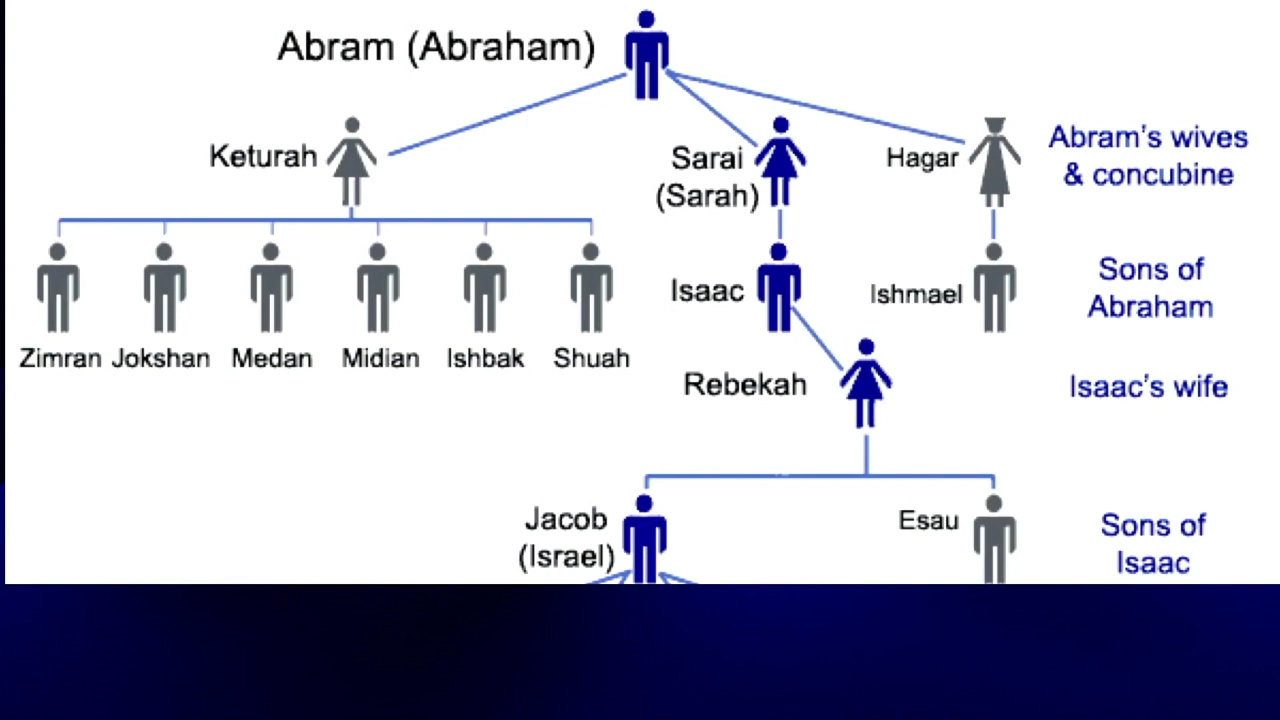 Abram (Abraham)
Keturah
Sarai
(Sarah)
Hagar
Abram's wives
& concubine
Isaac
Ishmael
Sons of
Abraham
Zimran Jokshan Medan Midian Ishbak Shuah
Rebekah
Isaac's wife
Jacob
(Israel)
Esau
Sons of
Isaac